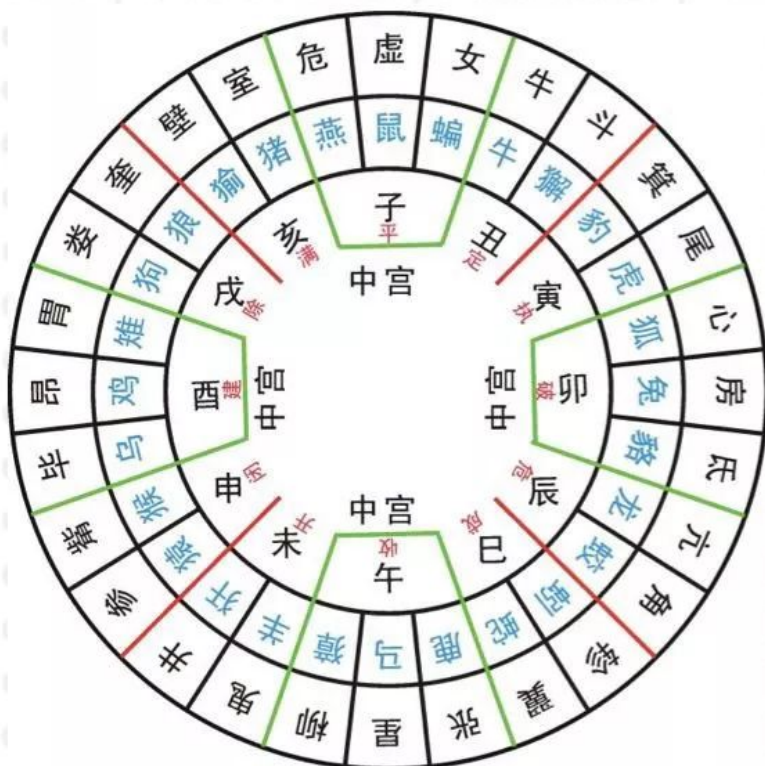 虚
女
牛
斗
箕
尾
心
房
氐
亢
角
轸
翼
张
星
柳
鬼
井
参
觜
毕
昴
胃
娄
奎
壁
室
危
鼠
蝙
牛
獬
豹
虎
狐
兔
龙
蛟
蚓
蛇
鹿
马
獐
羊
犴
猿
猴
乌
鸡
雉
狗
狼
㺄
猪
燕
子
丑
寅
卯
辰
巳
午
未
申
酉
戌
亥
平
定
执
破
危
成
收
开
闭
建
除
满
中宫
中宫
中宫
中宫